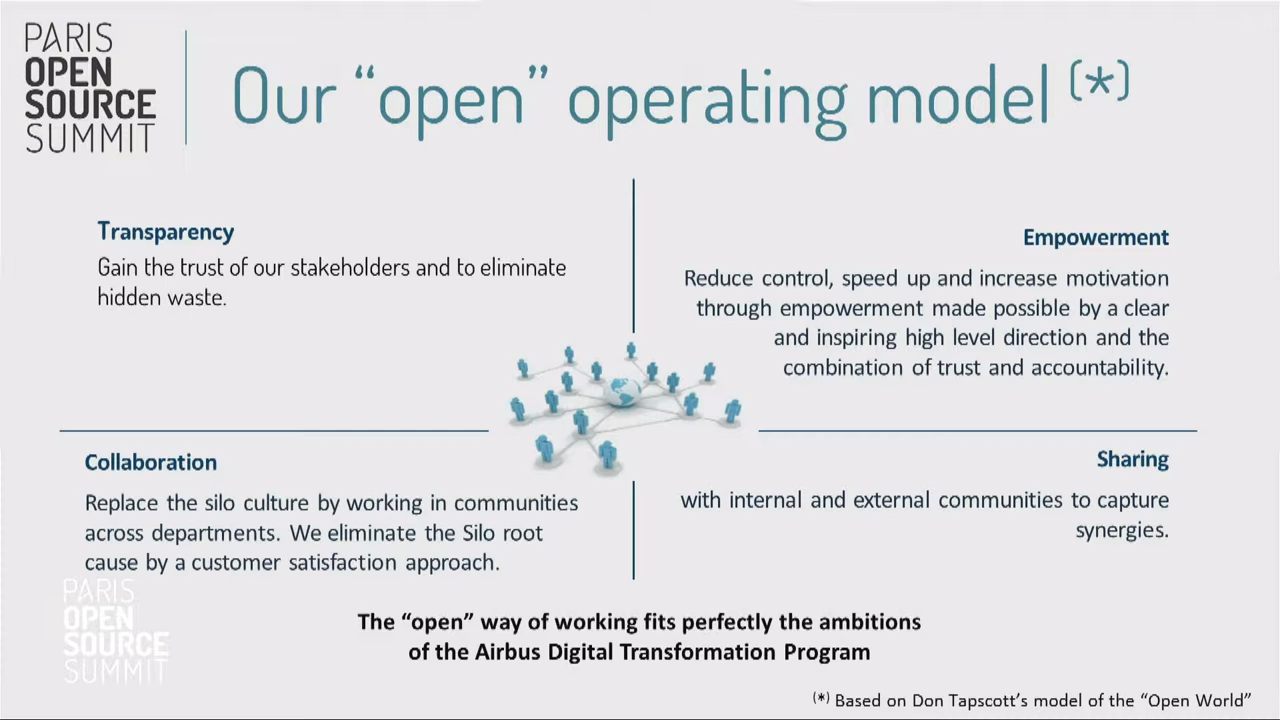 PARIS
OPEN
SOURCE
SUMMIT
Our “open” operating model (*)
Transparency
Gain the trust of our stakeholders and to eliminate
hidden waste.
Empowerment
Reduce control, speed up and increase motivation
through empowerment made possible by a clear
and inspiring high level direction and the
combination of trust and accountability.
Collaboration
Replace the silo culture by working in communities
across departments. We eliminate the Silo root
cause by a customer satisfaction approach.
Sharing
with internal and external communities to capture
synergies.
PARIS
OPEN
SOURCE
SUMMIT
The “open” way of working fits perfectly the ambitions
of the Airbus Digital Transformation Program
(*) Based on Don Tapscott’s model of the “Open World”